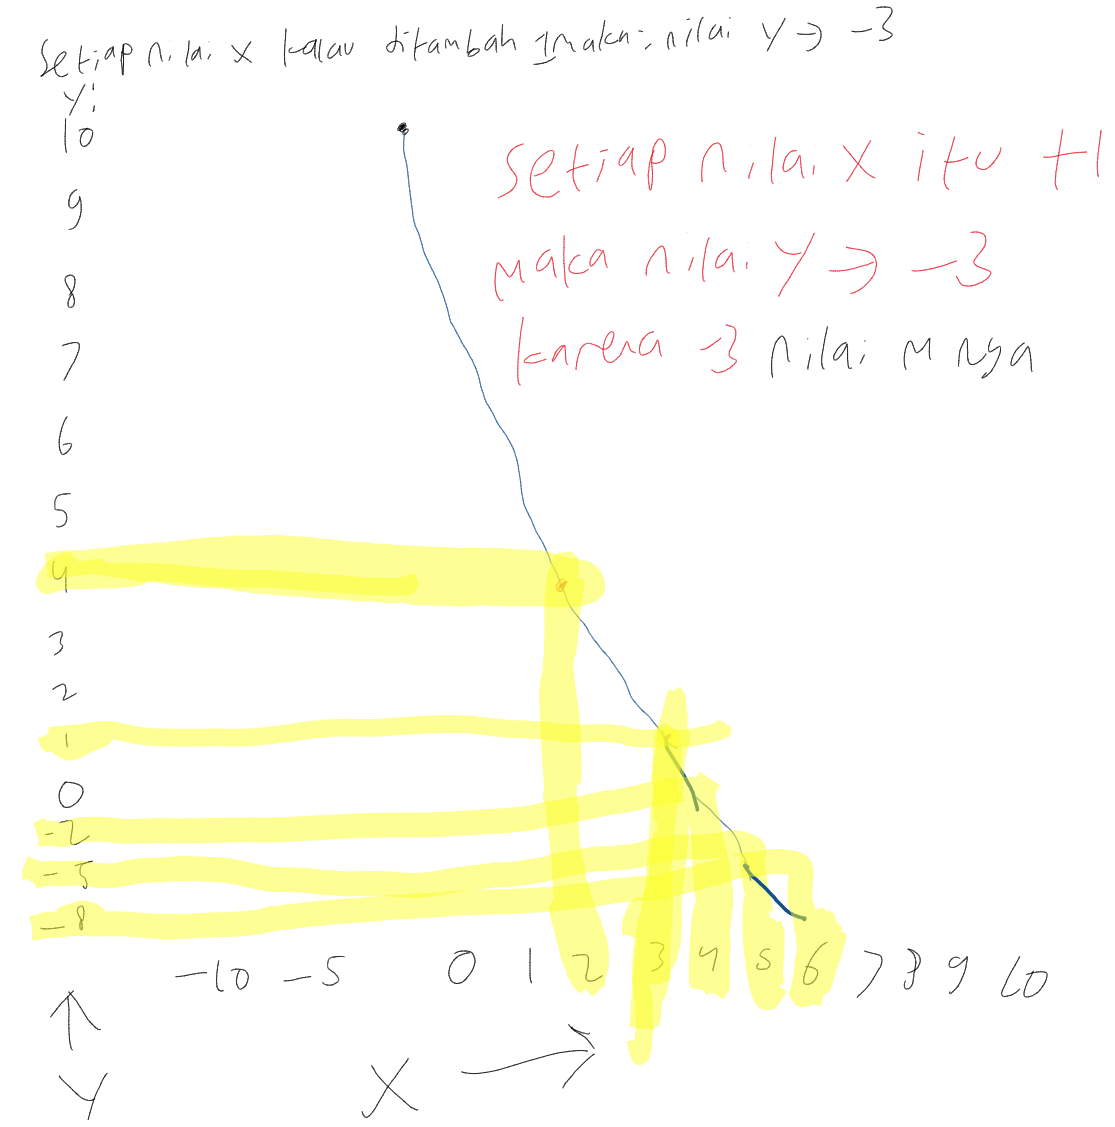 Setiap nilai x kalau ditambah 1 maka: nilai y → -3
y:
10
9
8
7
6
5
4
3
2
1
0
-2
-5
-8
Setiap nilai x itu +1
Maka nilai y → -3
karena -3 nilai M nya
-10 -5 0 1 2 3 4 5 6 7 8 9 10
y
X →